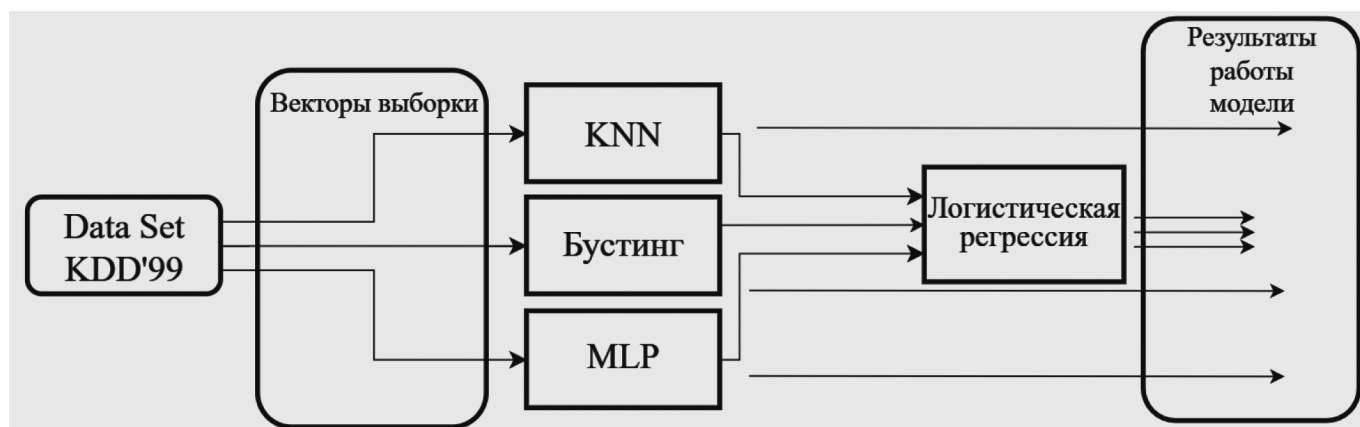 Data Set
KDD'99
Векторы выборки
KNN
Бустинг
MLP
Логистическая
регрессия
Результаты
работы
модели